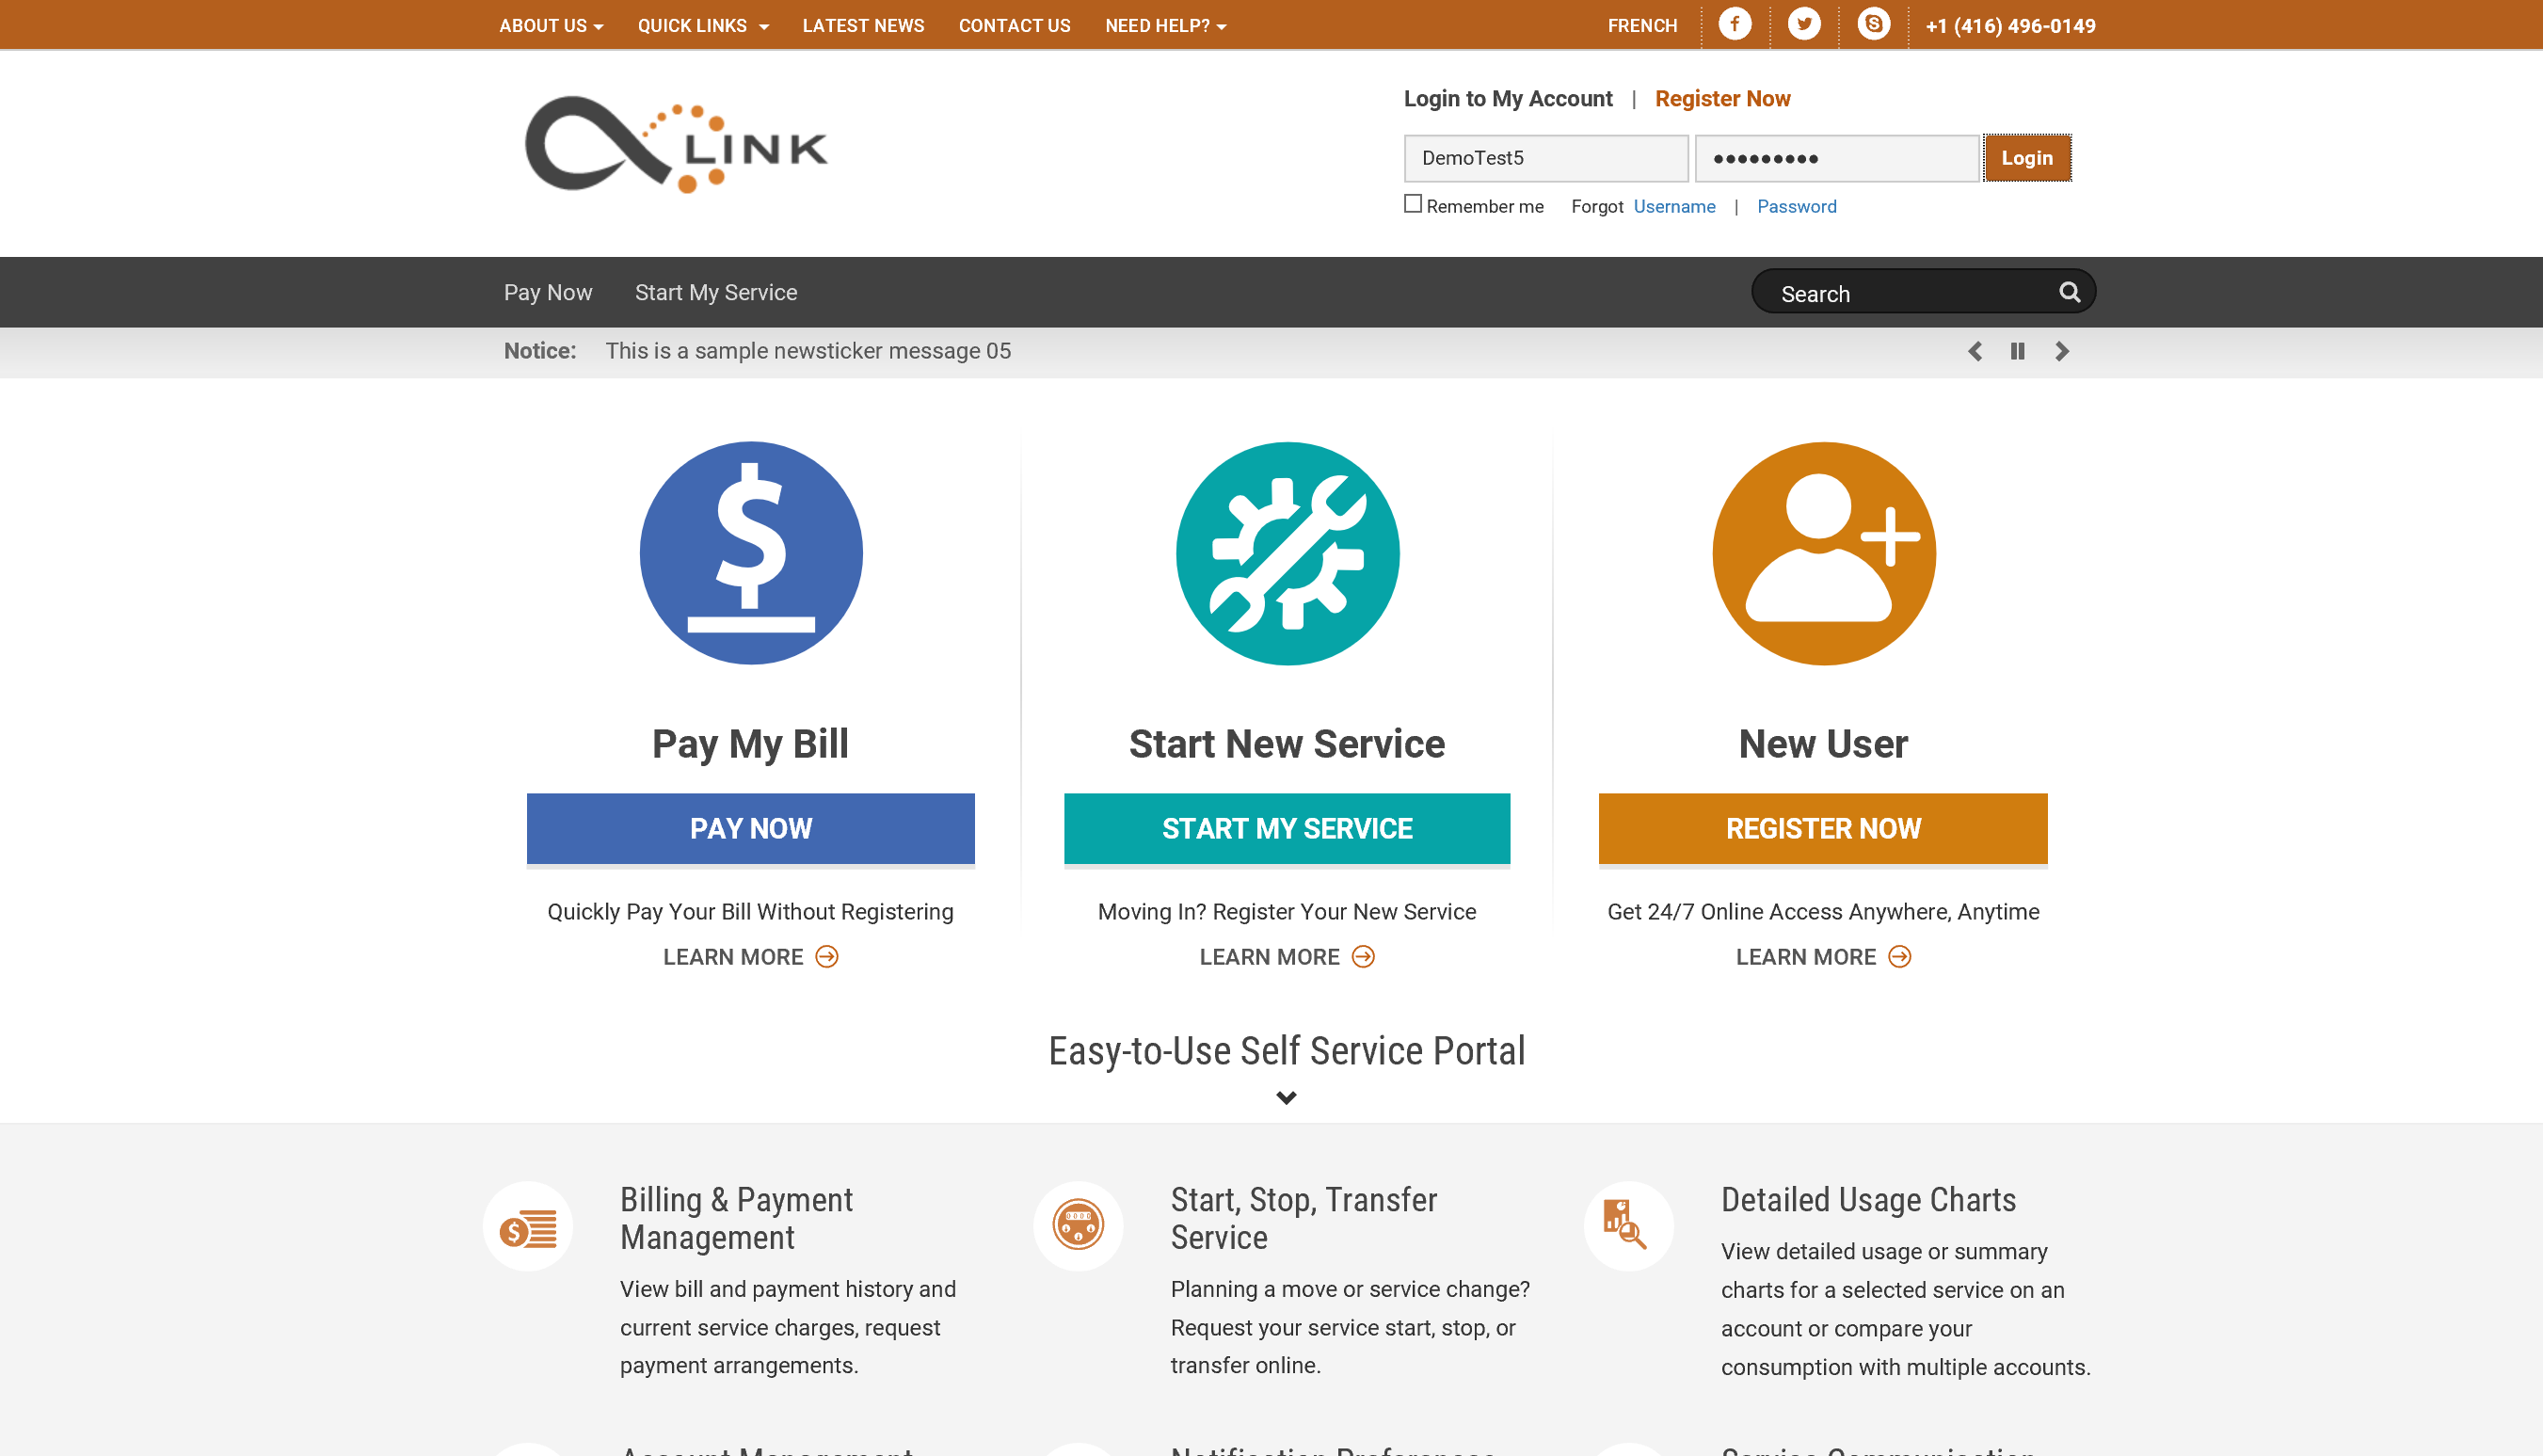 ABOUT US QUICK LINKS LATEST NEWS CONTACT US NEED HELP? FRENCH +1 (416) 496-0149
LINK
Login to My Account | Register Now
DemoTest5 ●●●●●●●●● Login
Remember me Forgot Username | Password
Pay Now Start My Service Search
Notice: This is a sample newsticker message 05
Pay My Bill
PAY NOW
Quickly Pay Your Bill Without Registering
LEARN MORE
Start New Service
START MY SERVICE
Moving In? Register Your New Service
LEARN MORE
New User
REGISTER NOW
Get 24/7 Online Access Anywhere, Anytime
LEARN MORE
Easy-to-Use Self Service Portal
Billing & Payment
Management
View bill and payment history and
current service charges, request
payment arrangements.
Start, Stop, Transfer
Service
Planning a move or service change?
Request your service start, stop, or
transfer online.
Detailed Usage Charts
View detailed usage or summary
charts for a selected service on an
account or compare your
consumption with multiple accounts.
Account Management
Notification Preferences
Service Communication